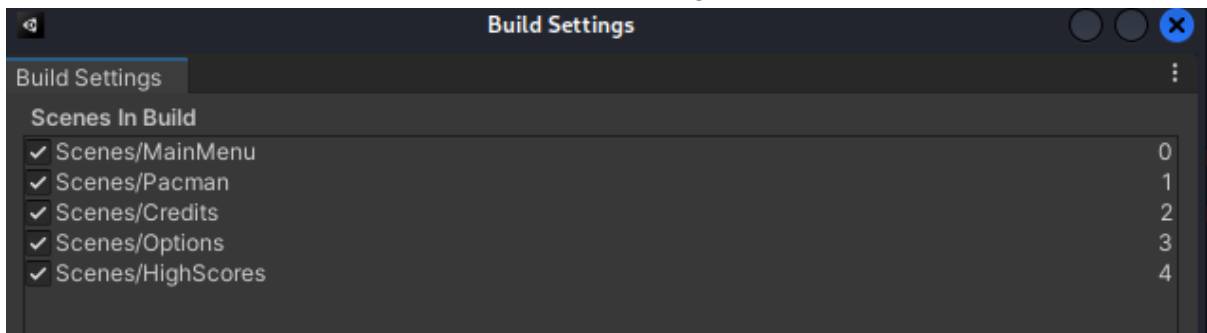 Build Settings
Build Settings
Scenes In Build
Scenes/MainMenu 0
Scenes/Pacman 1
Scenes/Credits 2
Scenes/Options 3
Scenes/HighScores 4